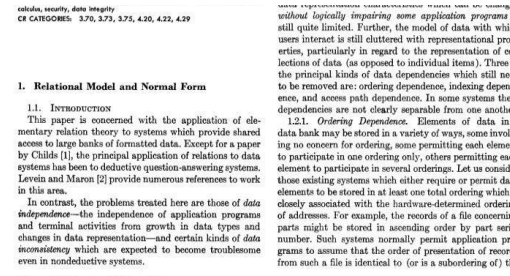 calculus, security, data integrity
CR CATEGORIES: 3.70, 3.73, 3.75, 4.20, 4.22, 4.29
1. Relational Model and Normal Form
1.1. INTRODUCTION
This paper is concerned with the application of ele-
mentary relation theory to systems which provide shared
access to large banks of formatted data. Except for a paper
by Childs [1], the principal application of relations to data
systems has been to deductive question-answering systems.
Levein and Maron [2] provide numerous references to work
in this area.
In contrast, the problems treated here are those of data
independence—the independence of application programs
and terminal activities from growth in data types and
changes in data representation—and certain kinds of data
inconsistency which are expected to become troublesome
even in nondeductive systems.
without logically impairing some application programs
still quite limited. Further, the model of data with whi
users interact is still cluttered with representational pro
erties, particularly in regard to the representation of c
lections of data (as opposed to individual items). Three
the principal kinds of data dependencies which still ne
to be removed are: ordering dependence, indexing depen
ence, and access path dependence. In some systems the
dependencies are not clearly separable from one anothe
1.2.1. Ordering Dependence. Elements of data in
data bank may be stored in a variety of ways, some invol
ing no concern for ordering, some permitting each eleme
to participate in one ordering only, others permitting ea
element to participate in several orderings. Let us consid
those existing systems which either require or permit da
elements to be stored in at least one total ordering which
closely associated with the hardware-determined orderin
of addresses. For example, the records of a file concerni
parts might be stored in ascending order by part seri
number. Such systems normally permit application pr
grams to assume that the order of presentation of recor
from such a file is identical to (or is a subordering of) t